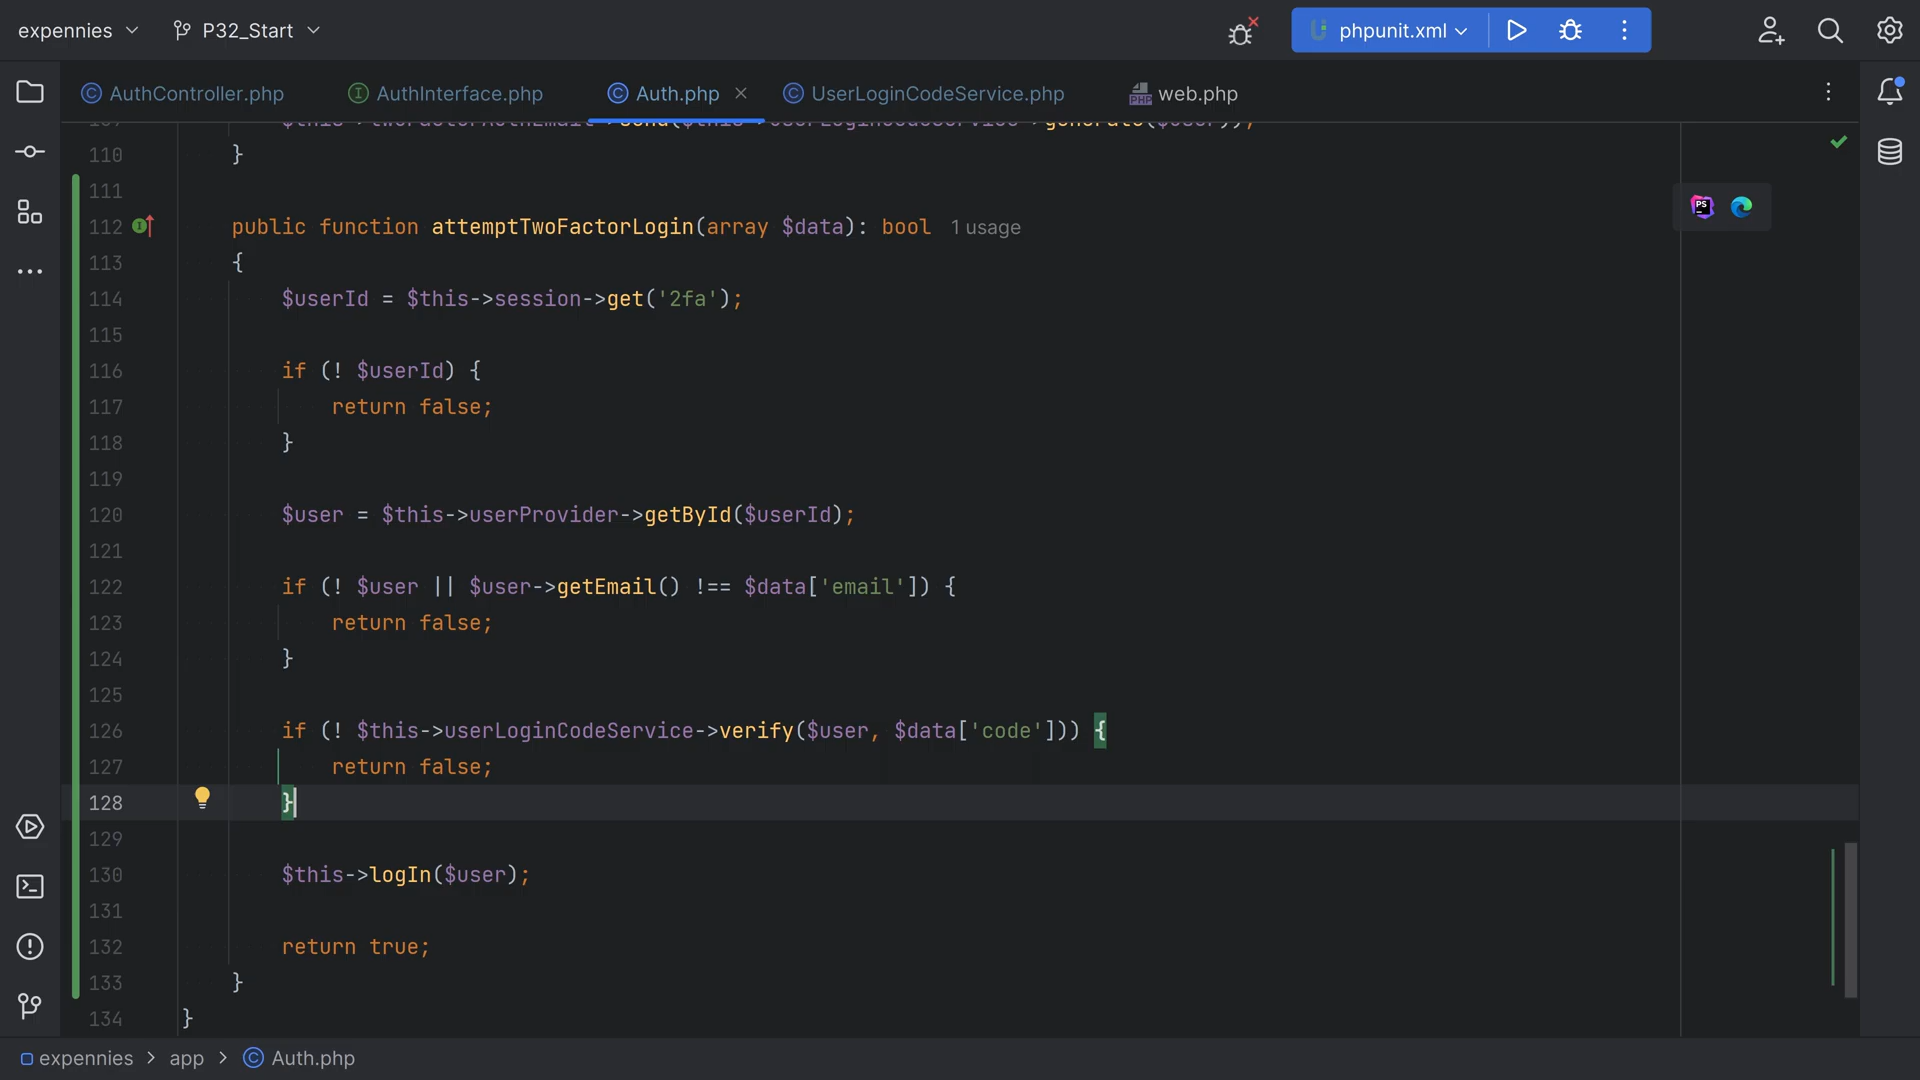 expennies
P32_Start
phpunit.xml
AuthController.php
AuthInterface.php
Auth.php
UserLoginCodeService.php
web.php
110 }
111
112 public function attemptTwoFactorLogin(array $data): bool 1 usage
113 {
114 $userId = $this->session->get('2fa');
115
116 if (! $userId) {
117 return false;
118 }
119
120 $user = $this->userProvider->getById($userId);
121
122 if (! $user || $user->getEmail() !== $data['email']) {
123 return false;
124 }
125
126 if (! $this->userLoginCodeService->verify($user, $data['code'])) {
127 return false;
128 }
129
130 $this->logIn($user);
131
132 return true;
133 }
134 }
expennies > app > Auth.php